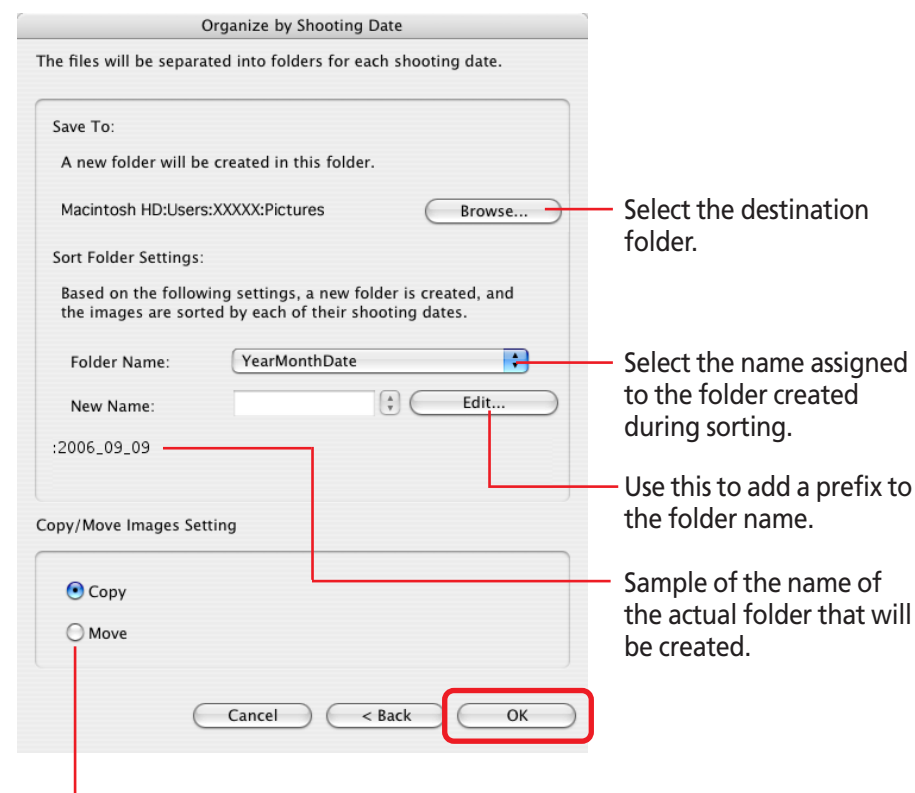 Organize by Shooting Date
The files will be separated into folders for each shooting date.
Save To:
A new folder will be created in this folder.
Macintosh HD:Users:XXXXX:Pictures
Browse...
Select the destination
folder.
Sort Folder Settings:
Based on the following settings, a new folder is created, and
the images are sorted by each of their shooting dates.
Folder Name:
YearMonthDate
Select the name assigned
to the folder created
during sorting.
New Name:
Edit...
:2006_09_09
Use this to add a prefix to
the folder name.
Copy/Move Images Setting
Copy
Move
Sample of the name of
the actual folder that will
be created.
Cancel
< Back
OK